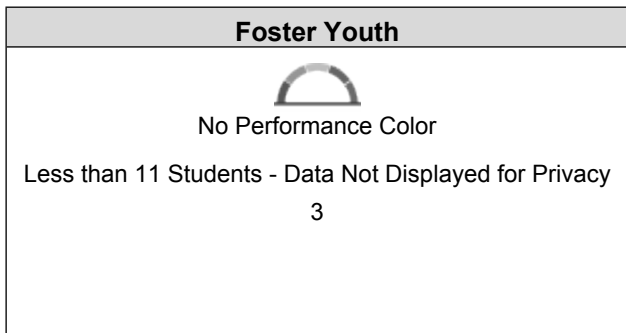 Foster Youth
No Performance Color
Less than 11 Students - Data Not Displayed for Privacy
3